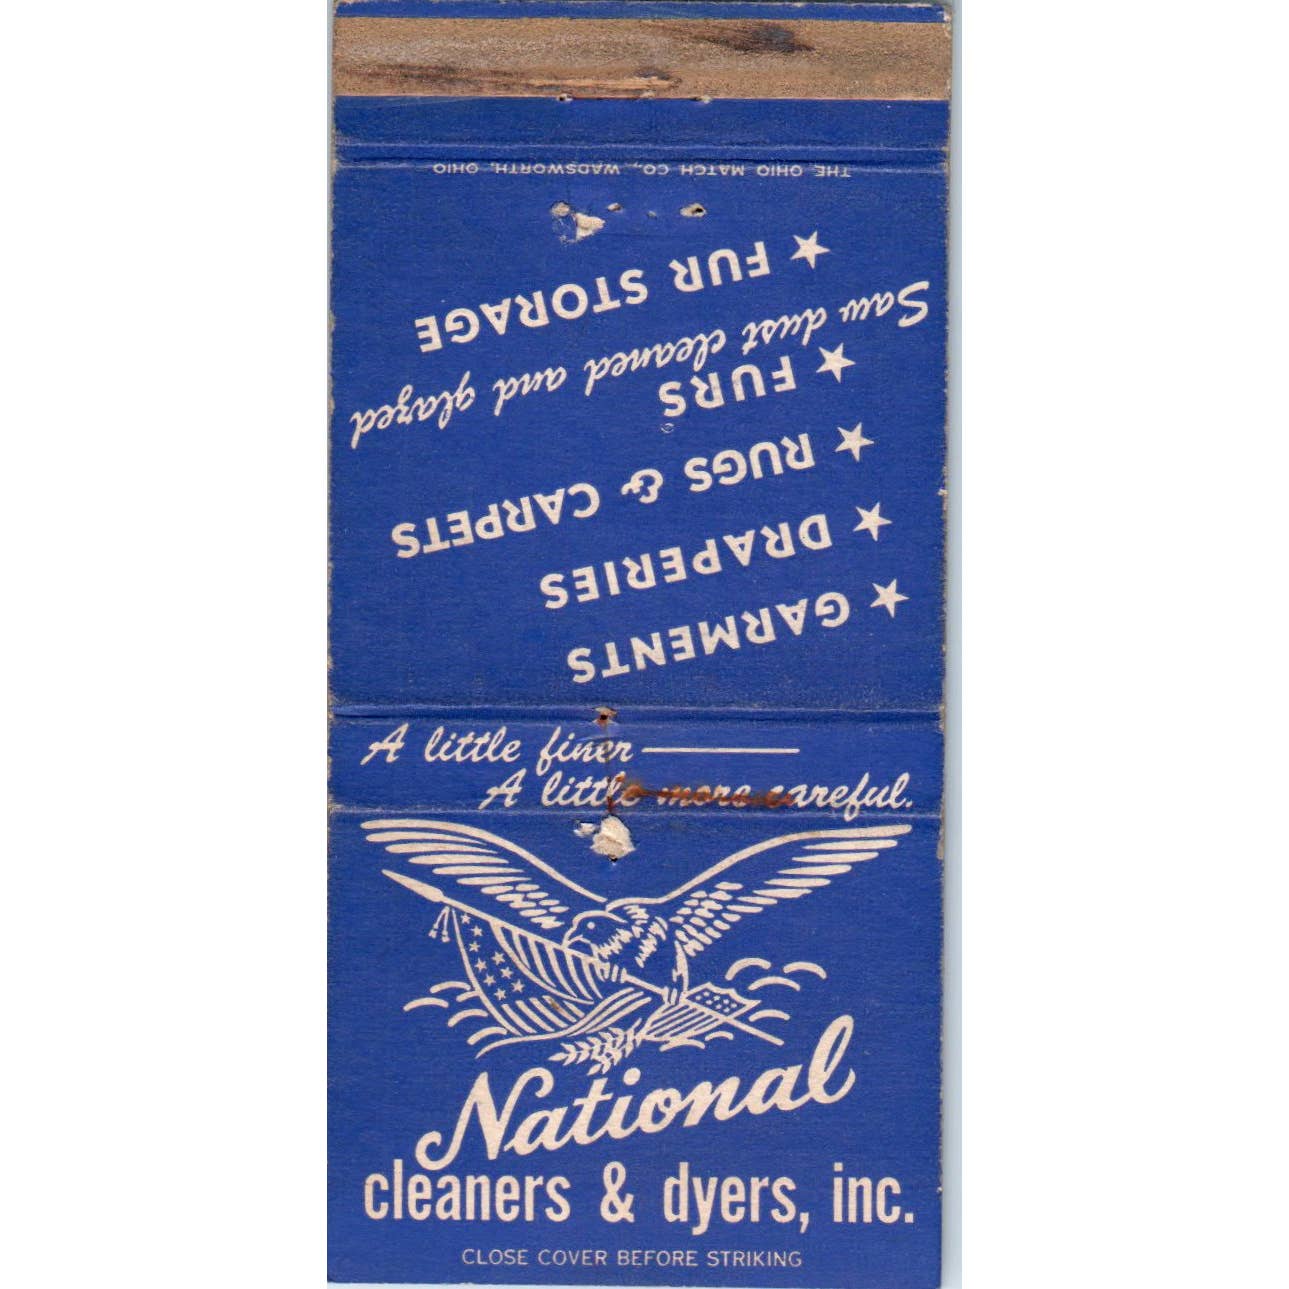 A little finer
A little more careful.
National
cleaners & dyers, inc.
CLOSE COVER BEFORE STRIKING
★ GARMENTS
★ DRAPERIES
★ RUGS & CARPETS
★ FURS
Saw dust cleaned and glazed
★ FUR STORAGE
THE OHIO MATCH CO., WADSWORTH, OHIO